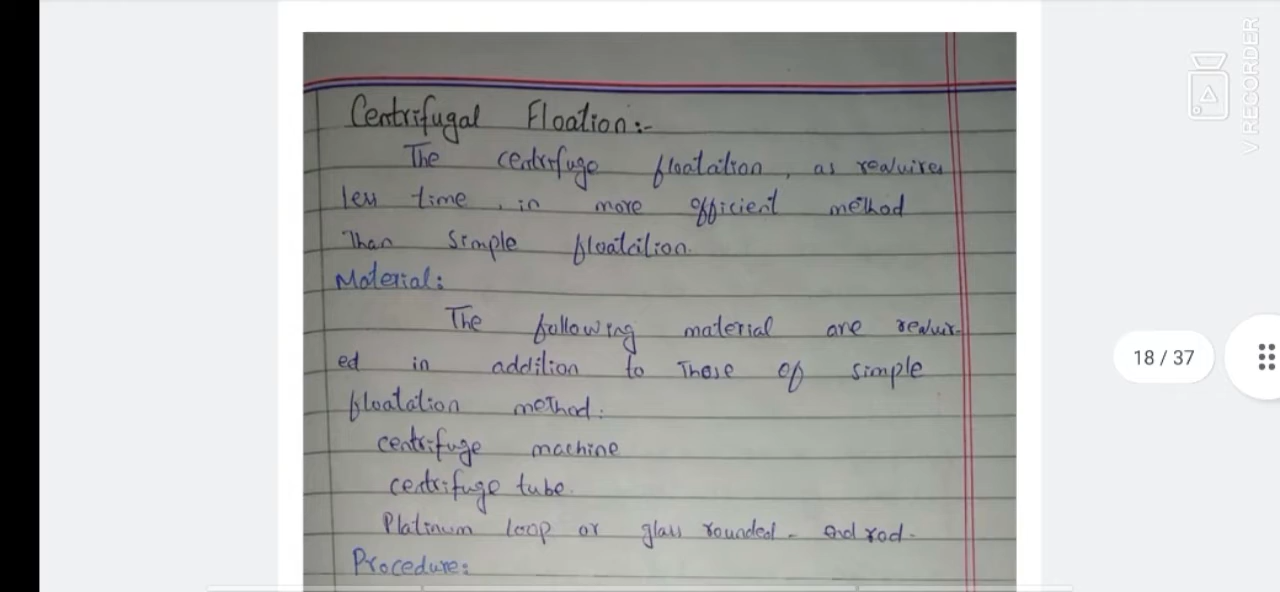 Centrifugal Floation:-
The centrifuge floatation, as requires
less time, in more efficient method
Than simple floatation.
Material:
The following material are requir-
ed in addition to Those of simple
floatation method:
centrifuge machine
centrifuge tube.
Platinum loop or glass rounded - end rod -
Procedure:
18 / 37
V RECORDER